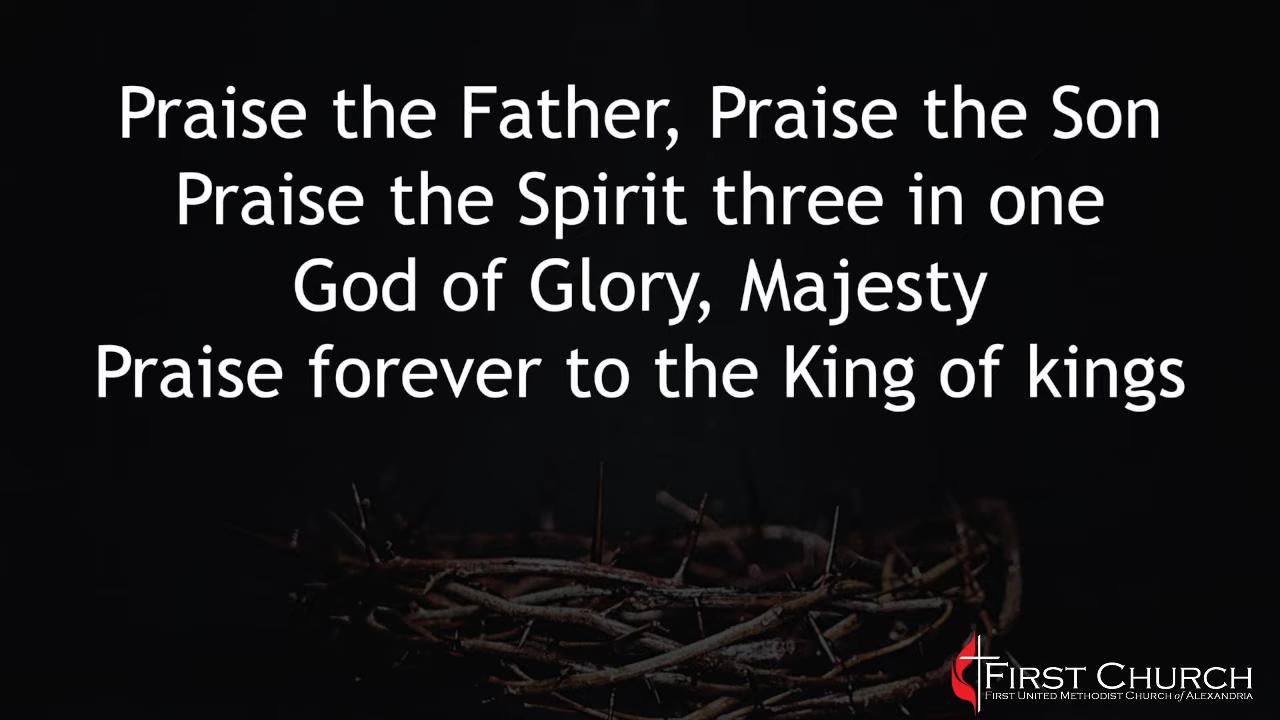 Praise the Father, Praise the Son
Praise the Spirit three in one
God of Glory, Majesty
Praise forever to the King of kings
First Church
First United Methodist Church of Alexandria